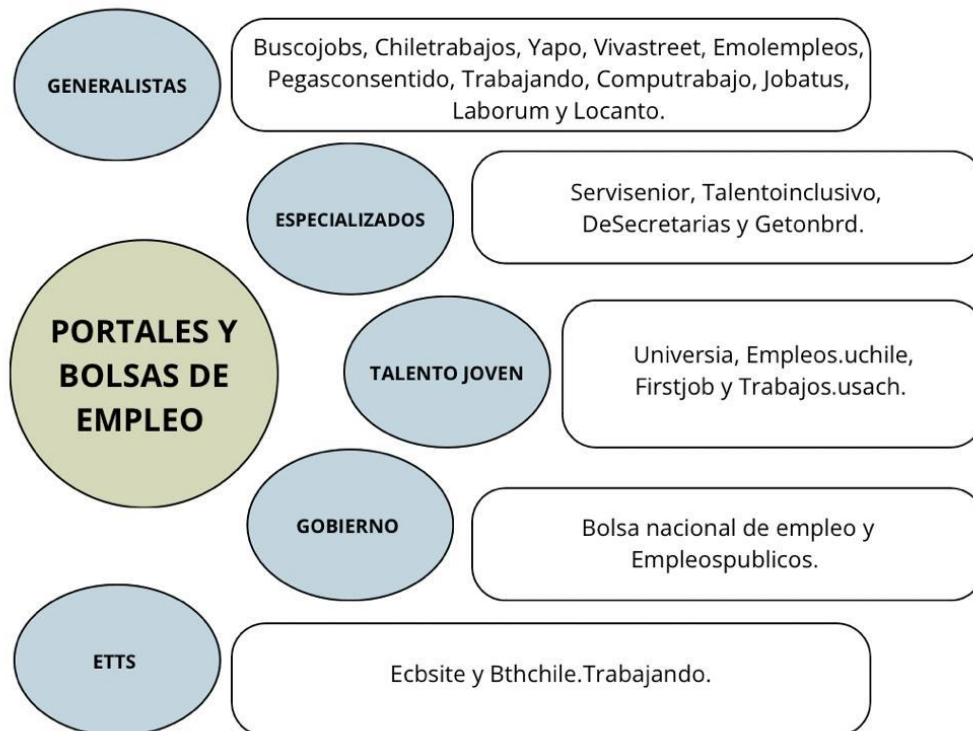 GENERALISTAS
Buscojobs, Chiletrabajos, Yapo, Vivastreet, Emolempleos,
Pegasconsentido, Trabajando, Computrabajo, Jobatus,
Laborum y Locanto.
ESPECIALIZADOS
Servisenior, Talentoinclusivo,
DeSecretarias y Getonbrd.
PORTALES Y
BOLSAS DE
EMPLEO
TALENTO JOVEN
Universia, Empleos.uchile,
Firstjob y Trabajos.usach.
GOBIERNO
Bolsa nacional de empleo y
Empleospublicos.
ETTS
Ecbsite y Bthchile.Trabajando.